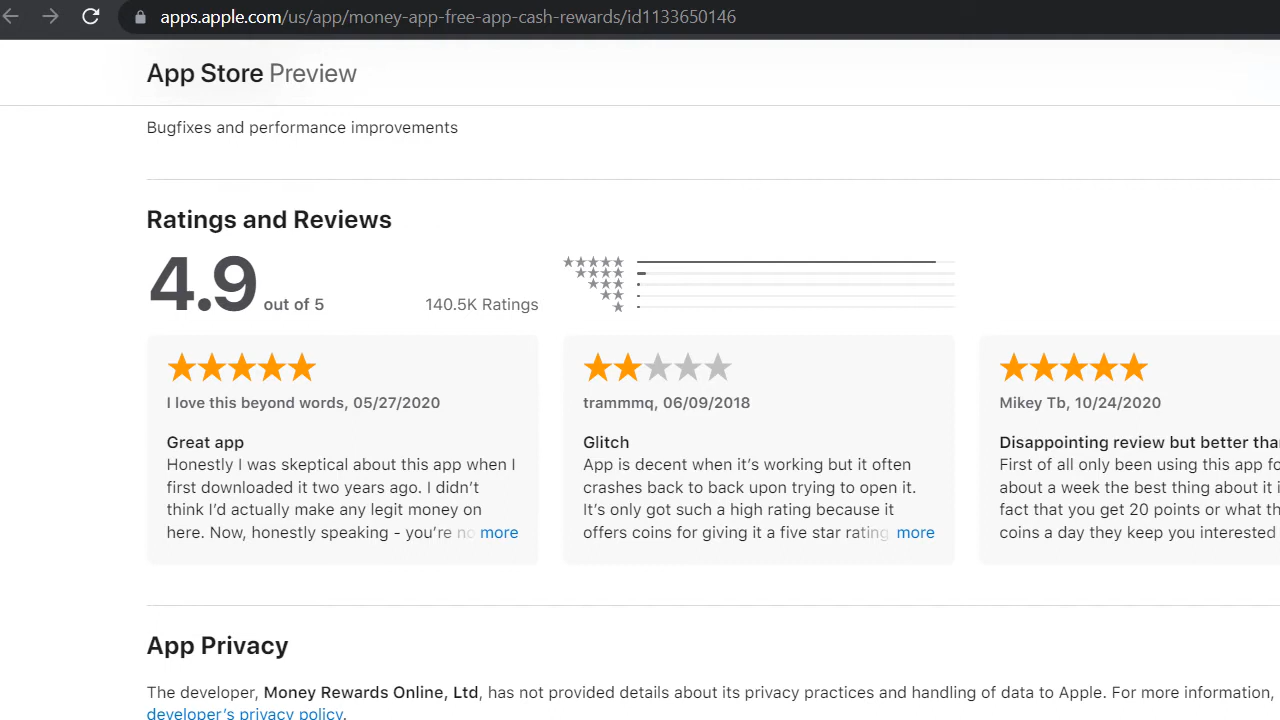 apps.apple.com/us/app/money-app-free-app-cash-rewards/id1133650146
App Store Preview
Bugfixes and performance improvements
Ratings and Reviews
4.9 out of 5
140.5K Ratings
I love this beyond words, 05/27/2020
Great app
Honestly I was skeptical about this app when I
first downloaded it two years ago. I didn't
think I'd actually make any legit money on
here. Now, honestly speaking - you're no more
trammmq, 06/09/2018
Glitch
App is decent when it's working but it often
crashes back to back upon trying to open it.
It's only got such a high rating because it
offers coins for giving it a five star rating more
Mikey Tb, 10/24/2020
Disappointing review but better tha
First of all only been using this app fo
about a week the best thing about it i
fact that you get 20 points or what th
coins a day they keep you interested
App Privacy
The developer, Money Rewards Online, Ltd, has not provided details about its privacy practices and handling of data to Apple. For more information,
developer's privacy policy.